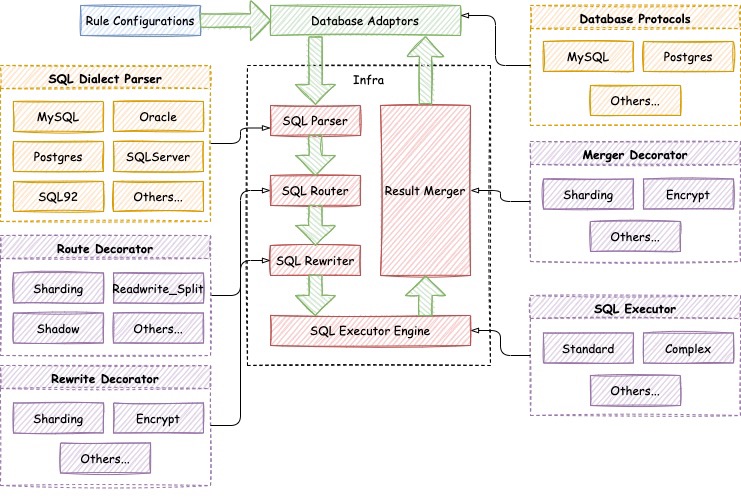 Rule Configurations
Database Adaptors
Database Protocols
MySQL
Postgres
Others...
SQL Dialect Parser
MySQL
Oracle
Postgres
SQLServer
SQL92
Others...
Infra
SQL Parser
SQL Router
SQL Rewriter
Result Merger
SQL Executor Engine
Merger Decorator
Sharding
Encrypt
Others...
Route Decorator
Sharding
Readwrite_Split
Shadow
Others...
SQL Executor
Standard
Complex
Others...
Rewrite Decorator
Sharding
Encrypt
Others...